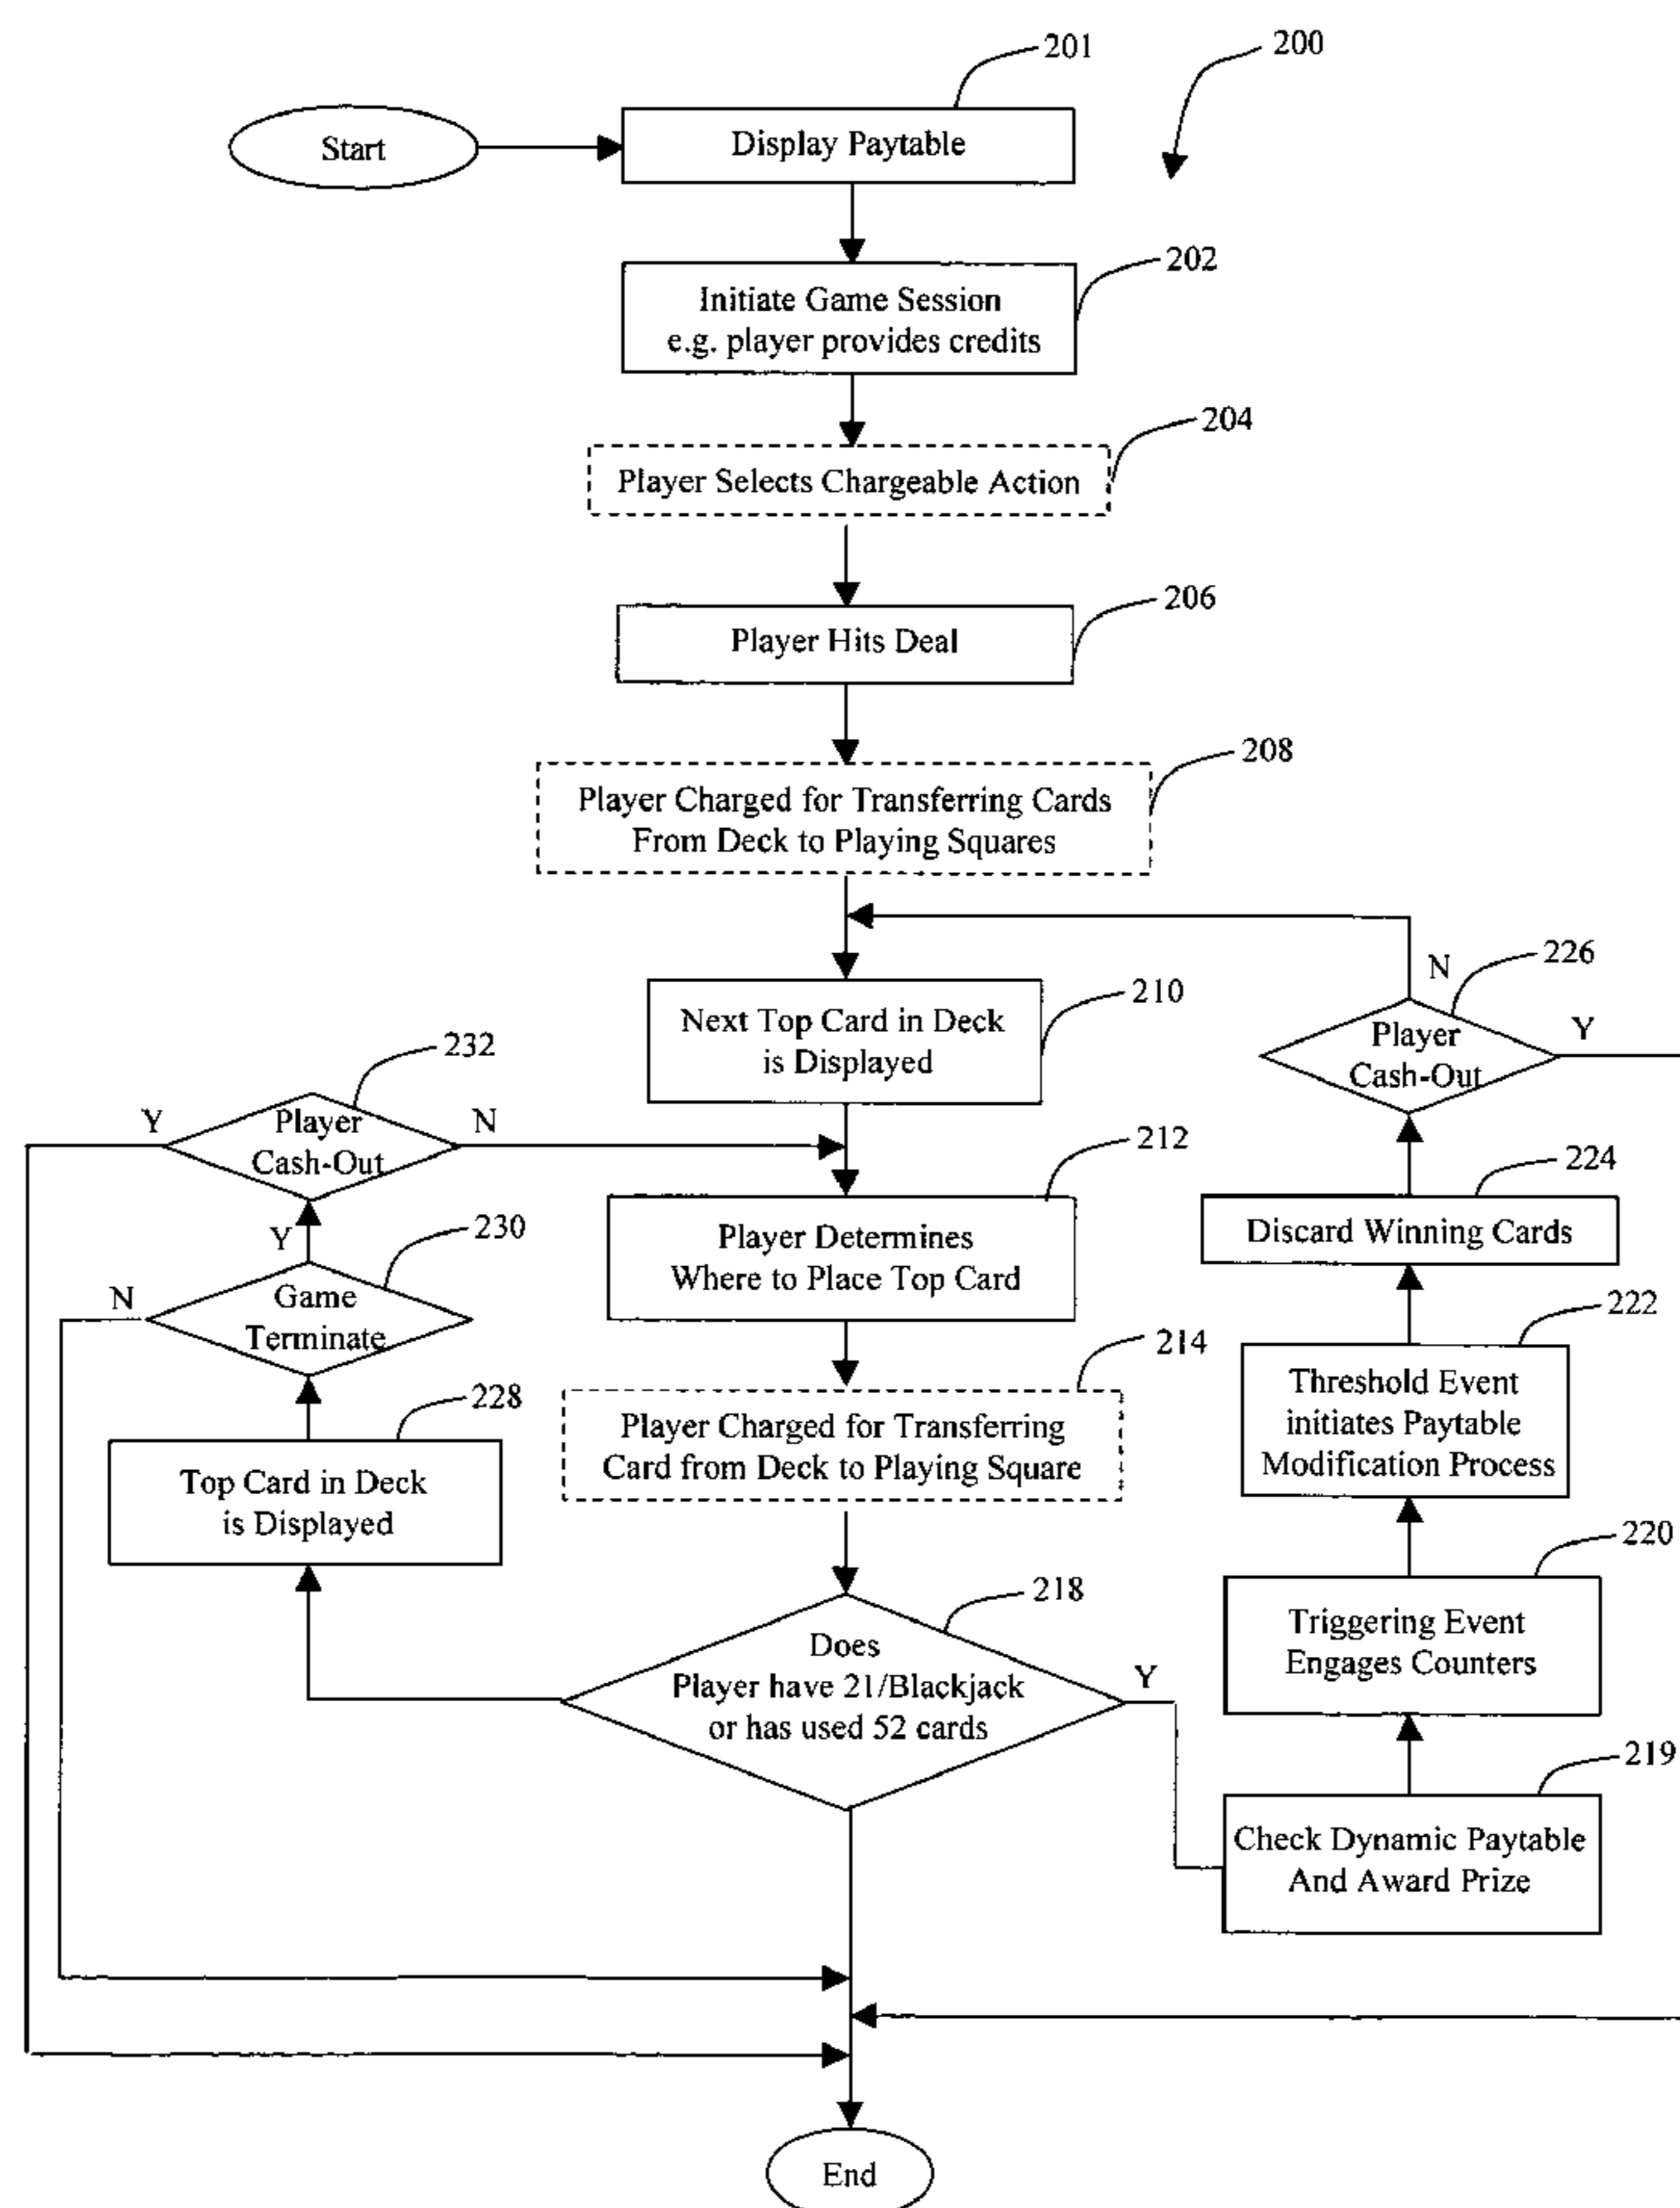 201
200
Start
Display Paytable
202
Initiate Game Session
e.g. player provides credits
204
Player Selects Chargeable Action
206
Player Hits Deal
208
Player Charged for Transferring Cards
From Deck to Playing Squares
226
N
Y
Player
Cash-Out
210
Next Top Card in Deck
is Displayed
232
Y
N
Player
Cash-Out
212
Player Determines
Where to Place Top Card
224
Discard Winning Cards
230
Y
N
Game
Terminate
222
Threshold Event
initiates Paytable
Modification Process
214
Player Charged for Transferring
Card from Deck to Playing Square
228
Top Card in Deck
is Displayed
220
Triggering Event
Engages Counters
218
Does
Player have 21/Blackjack
or has used 52 cards
Y
219
Check Dynamic Paytable
And Award Prize
End